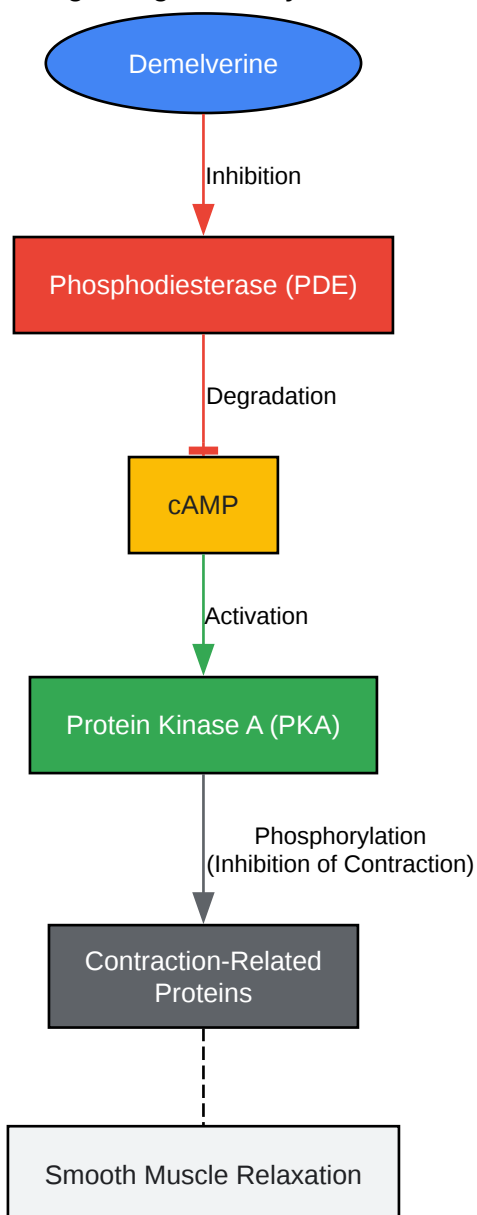 Demelverine
Inhibition
Phosphodiesterase (PDE)
Degradation
cAMP
Activation
Protein Kinase A (PKA)
Phosphorylation
(Inhibition of Contraction)
Contraction-Related
Proteins
Smooth Muscle Relaxation